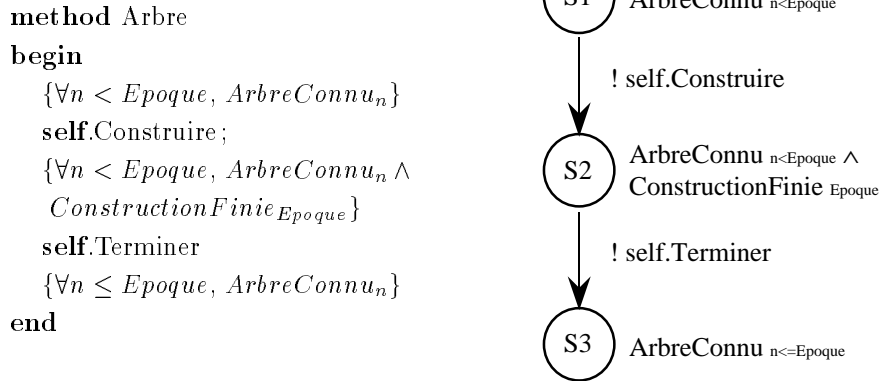 method Arbre
begin
{∀n < Epoque, ArbreConnu_n}
self.Construire ;
{∀n < Epoque, ArbreConnu_n ∧
ConstructionFinie_Epoque}
self.Terminer
{∀n ≤ Epoque, ArbreConnu_n}
end
S1 ArbreConnu n<Epoque
! self.Construire
S2 ArbreConnu n<Epoque ∧
ConstructionFinie Epoque
! self.Terminer
S3 ArbreConnu n<=Epoque